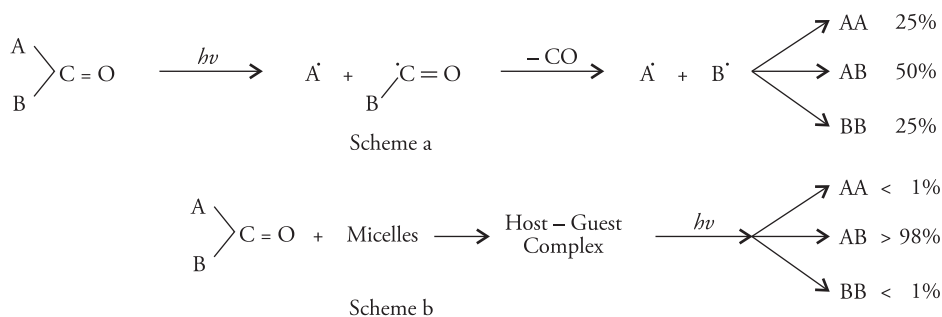 A
B
C = O
hν
A˙ + ˙C = O
B
– CO
A˙ + B˙
AA 25%
AB 50%
BB 25%
Scheme a
A
B
C = O + Micelles
Host – Guest
Complex
hν
AA < 1%
AB > 98%
BB < 1%
Scheme b